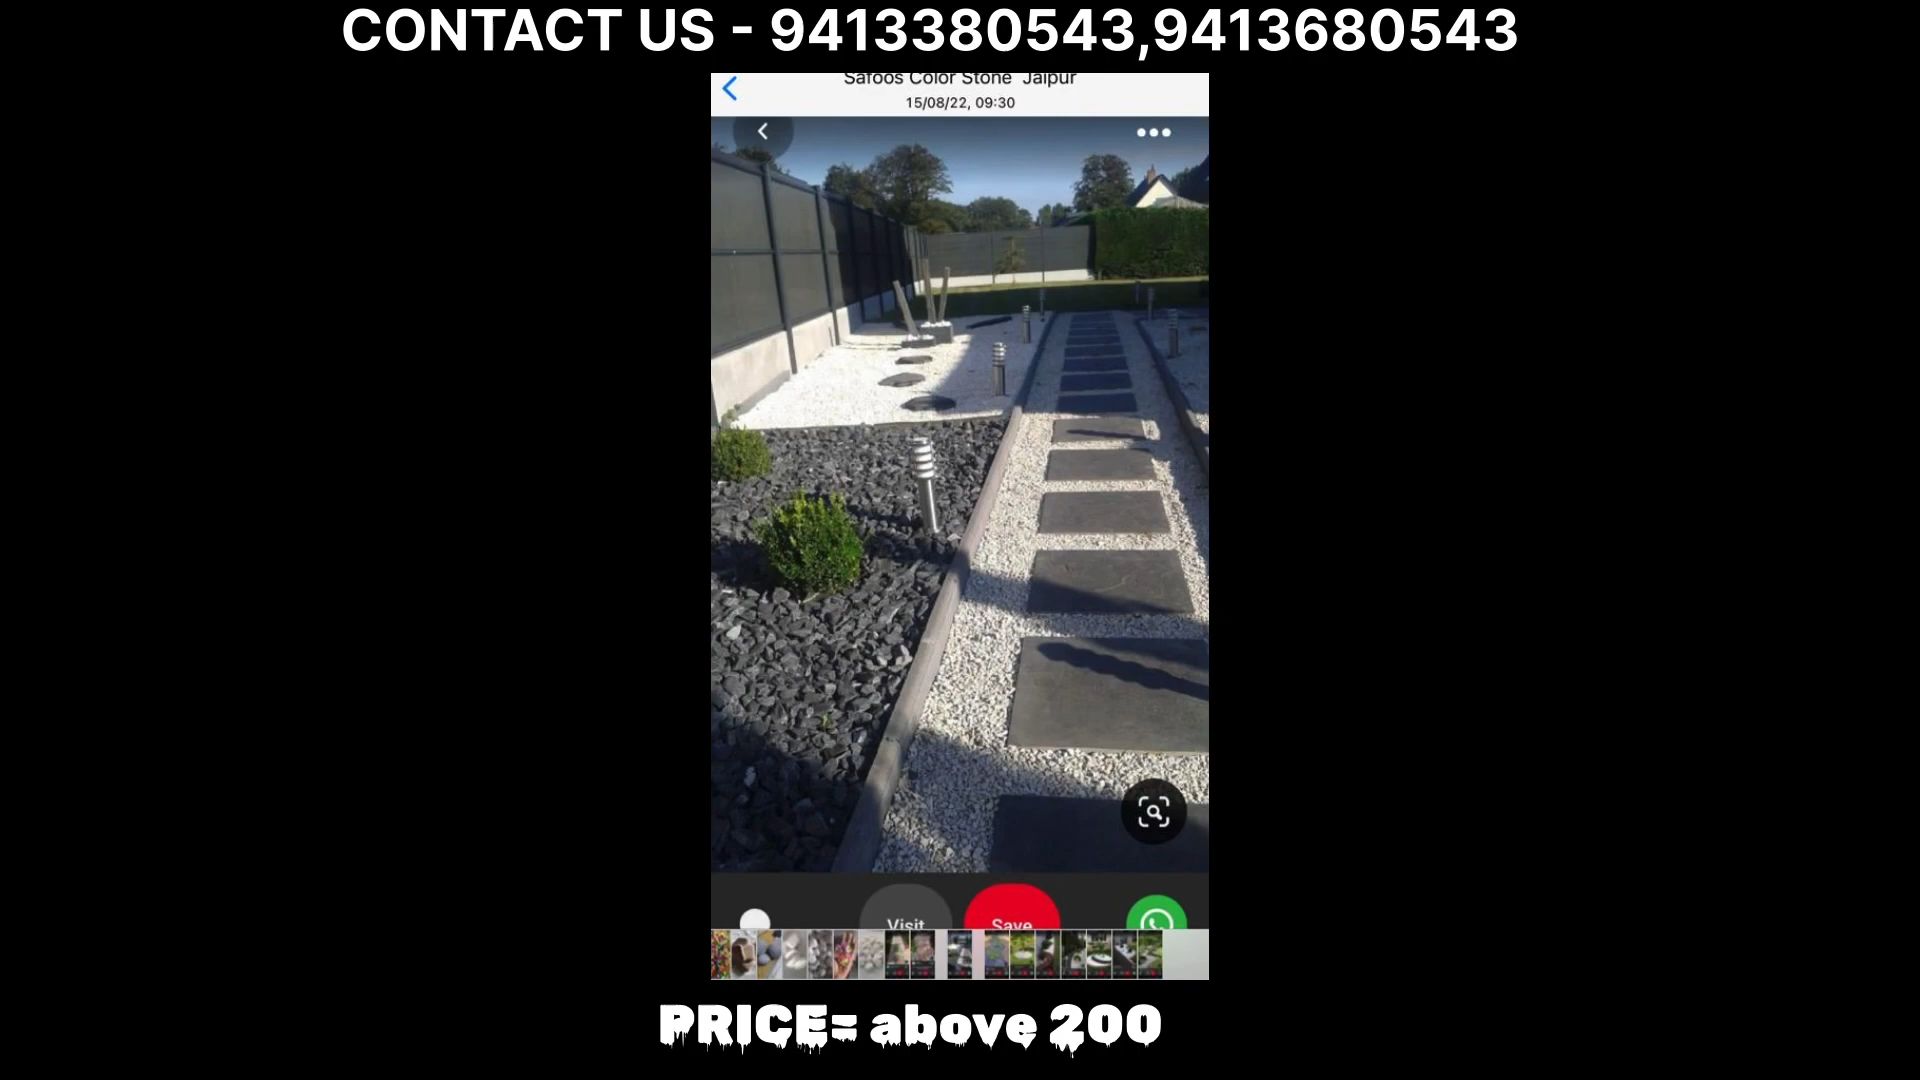 CONTACT US - 9413380543,9413680543
Safoos Color Stone Jaipur
15/08/22, 09:30
Visit
Save
PRICE= above 200